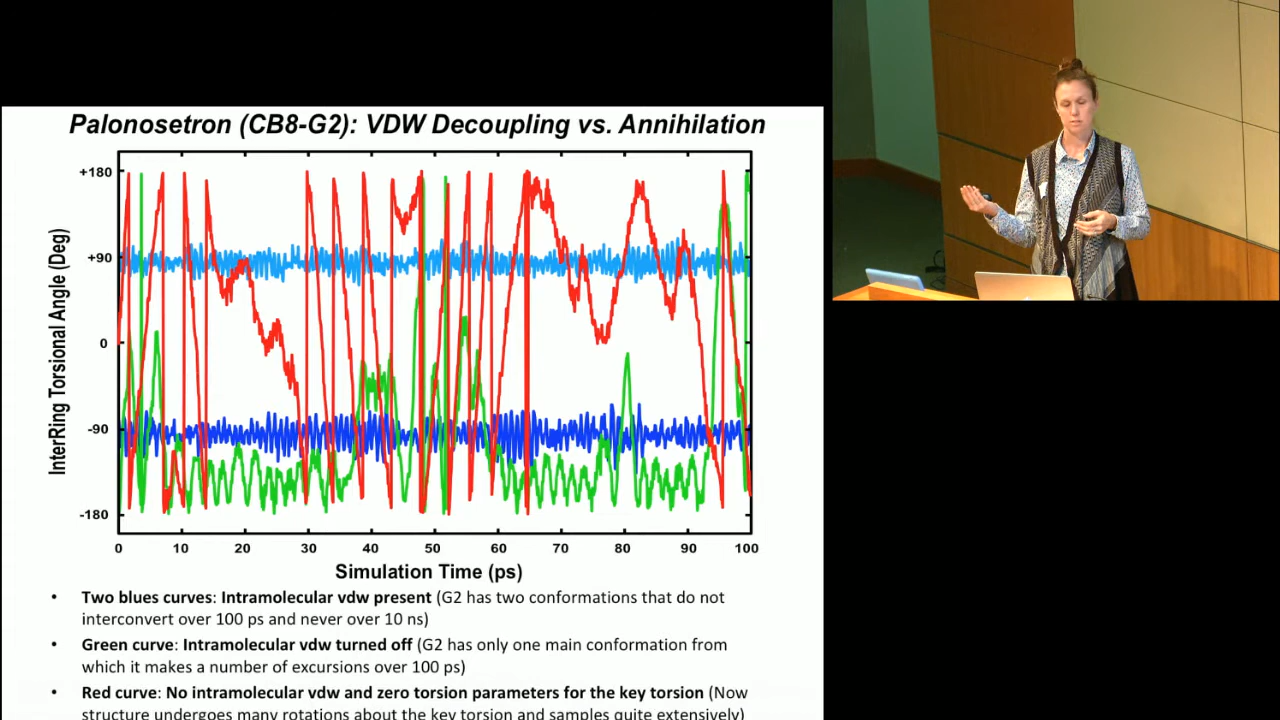 Palonosetron (CB8-G2): VDW Decoupling vs. Annihilation
+180
+90
0
-90
-180
InterRing Torsional Angle (Deg)
0 10 20 30 40 50 60 70 80 90 100
Simulation Time (ps)
• Two blues curves: Intramolecular vdw present (G2 has two conformations that do not
interconvert over 100 ps and never over 10 ns)
• Green curve: Intramolecular vdw turned off (G2 has only one main conformation from
which it makes a number of excursions over 100 ps)
• Red curve: No intramolecular vdw and zero torsion parameters for the key torsion (Now
structure undergoes many rotations about the key torsion and samples quite extensively)